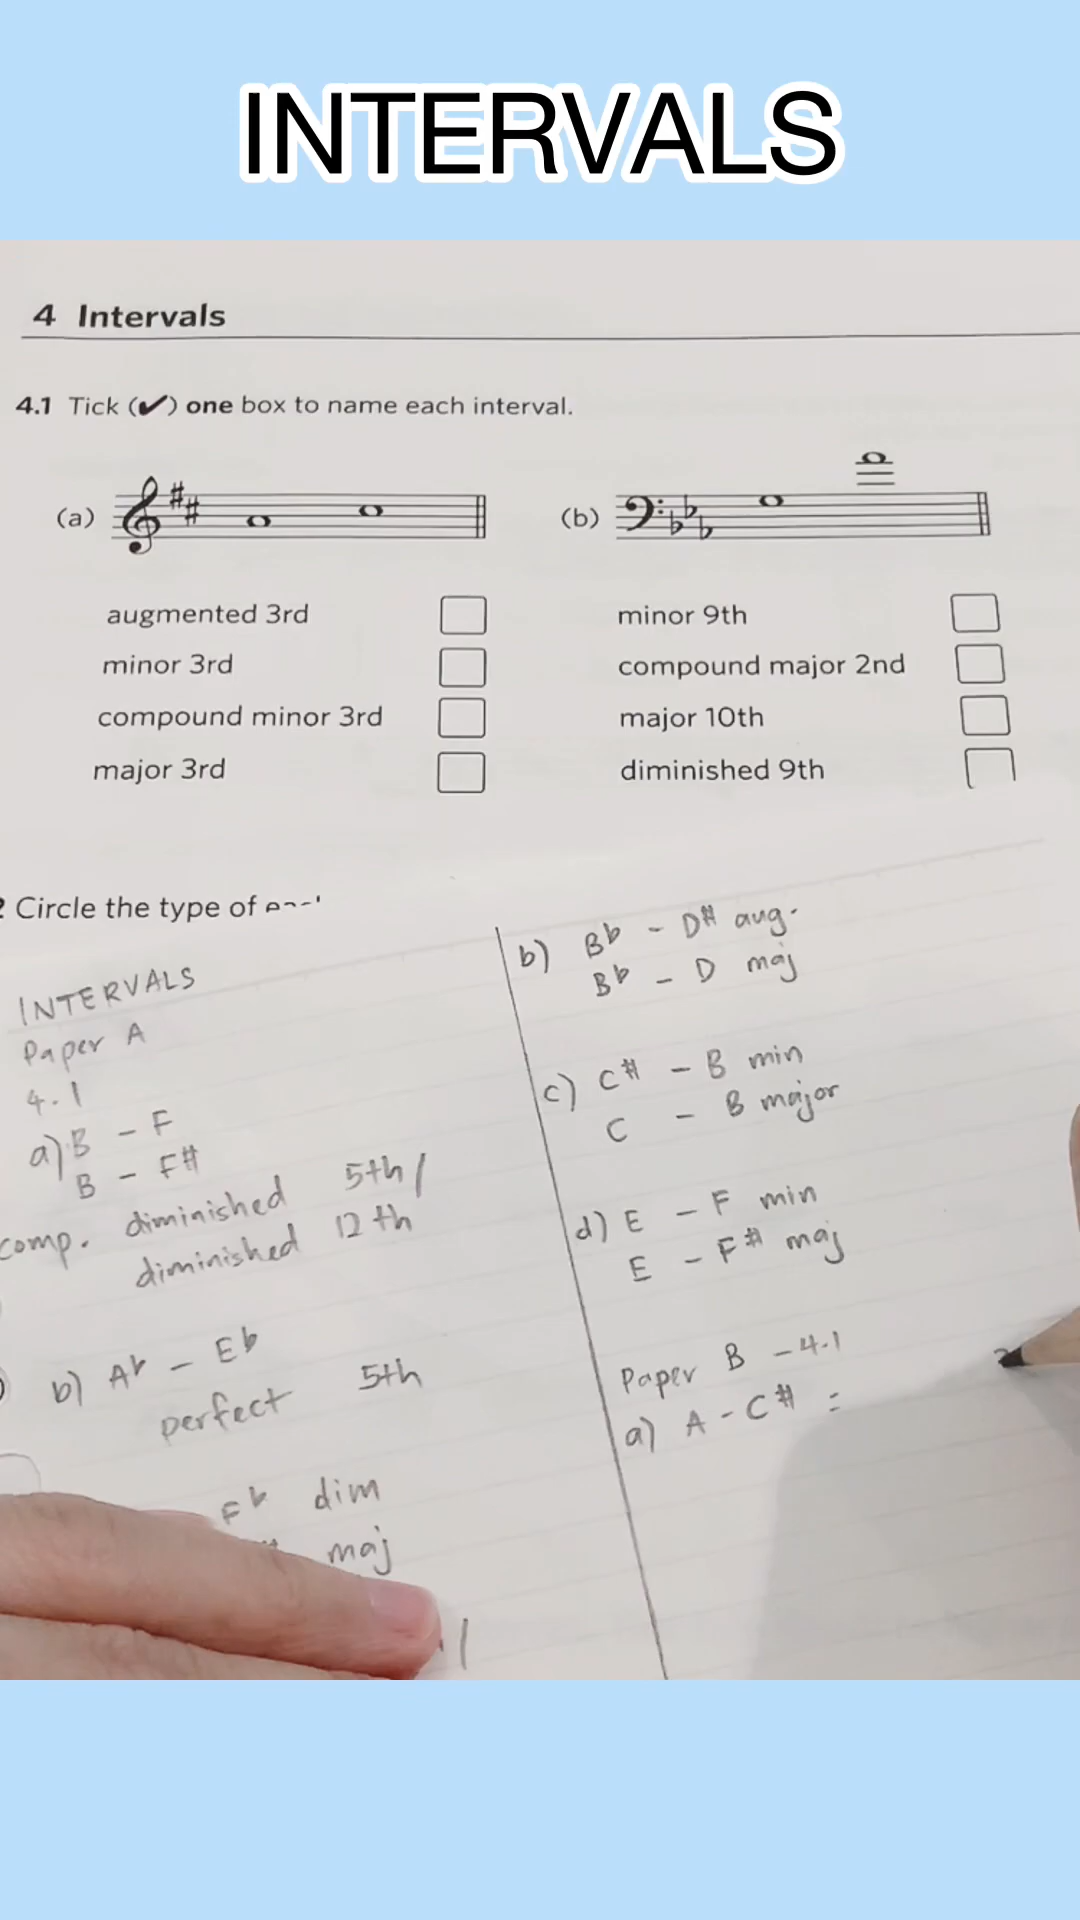 INTERVALS
4 Intervals
4.1 Tick (✔) one box to name each interval.
(a)
(b)
augmented 3rd
minor 3rd
compound minor 3rd
major 3rd
minor 9th
compound major 2nd
major 10th
diminished 9th
Circle the type of
INTERVALS
Paper A
4.1
a) B - F
B - F#
comp. diminished 5th/
diminished 12th
b) A♭ - E♭
perfect 5th
F♭ dim
maj
b) B♭ - D# aug.
B♭ - D maj
c) C# - B min
C - B major
d) E - F min
E - F# maj
Paper B - 4.1
a) A - C# =